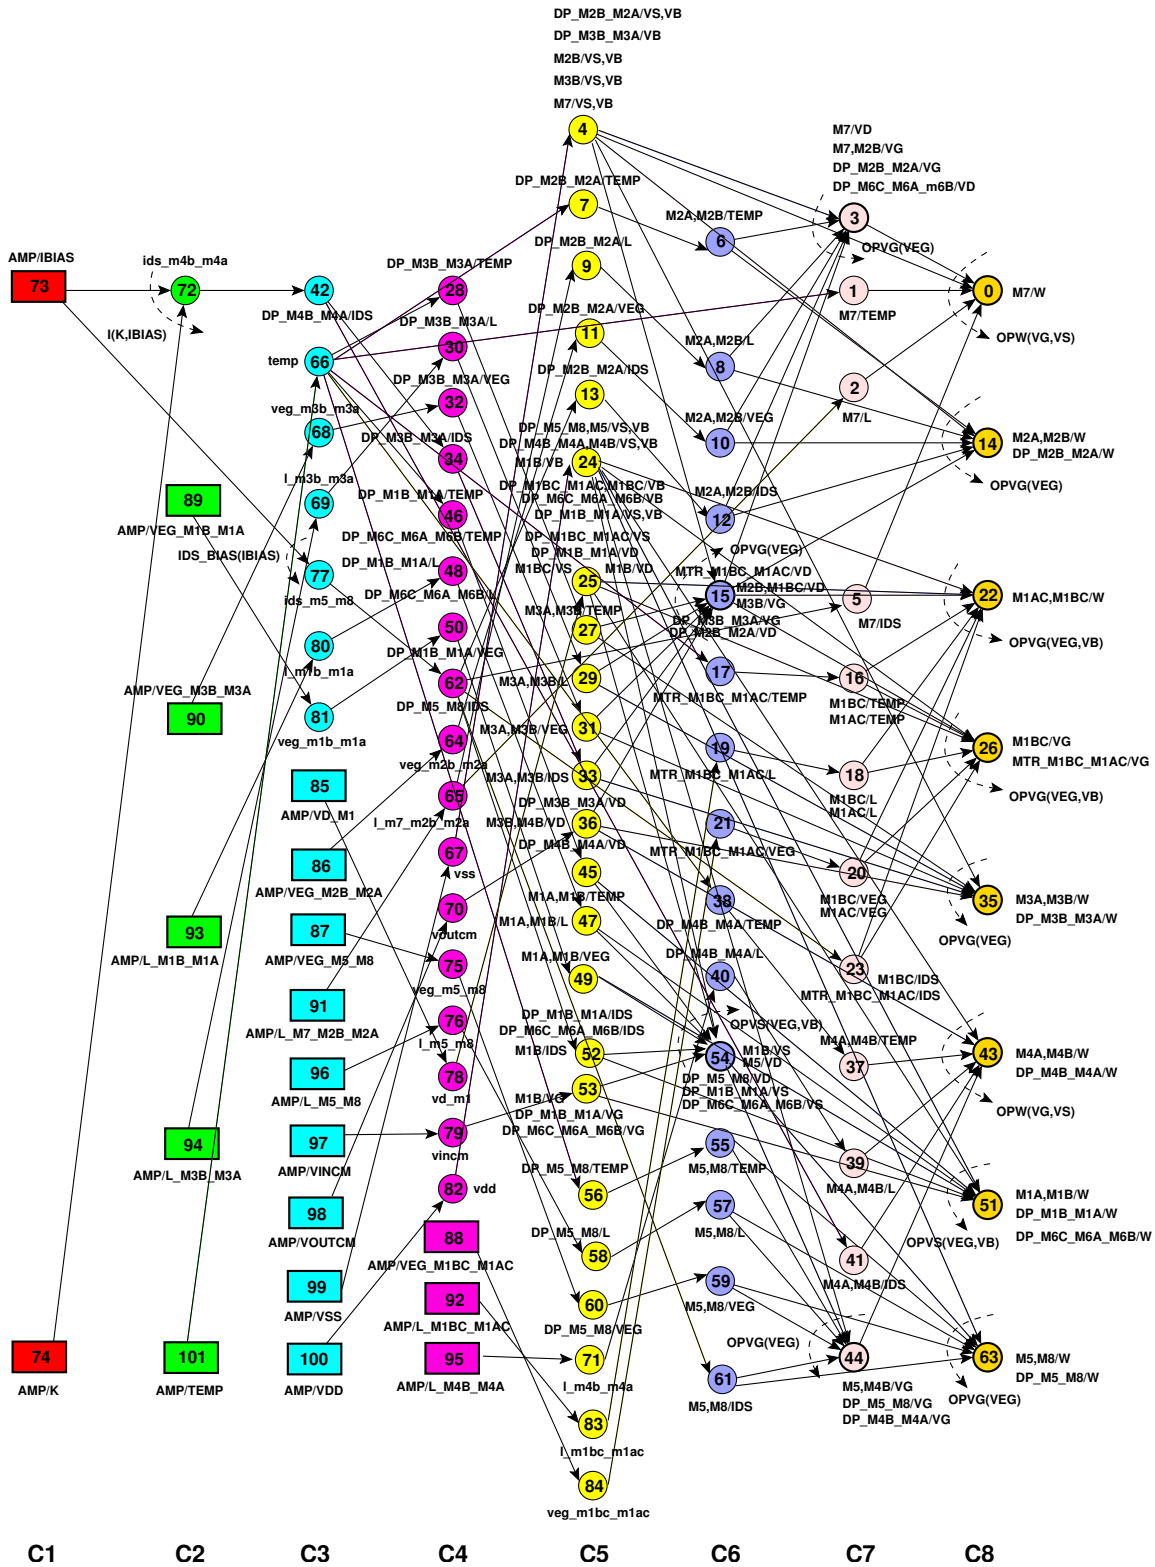 DP_M2B_M2A/VS,VB
DP_M3B_M3A/VB
M2B/VS,VB
M3B/VS,VB
M7/VS,VB
4
M7/VD
M7,M2B/VG
DP_M2B_M2A/VG
DP_M6C_M6A_m6B/VD
DP_M2B_M2A/TEMP
7
M2A,M2B/TEMP
6
3
OPVG(VEG)
AMP/IBIAS
73
ids_m4b_m4a
72
I(K,IBIAS)
42
DP_M4B_M4A/IDS
DP_M3B_M3A/TEMP
28
DP_M2B_M2A/L
9
1
M7/TEMP
0
M7/W
OPW(VG,VS)
DP_M3B_M3A/L
30
DP_M2B_M2A/VEG
11
M2A,M2B/L
8
temp
66
DP_M3B_M3A/VEG
32
DP_M2B_M2A/IDS
13
2
M7/L
veg_m3b_m3a
68
DP_M3B_M3A/IDS
34
M2A,M2B/VEG
10
14
M2A,M2B/W
DP_M2B_M2A/W
OPVG(VEG)
DP_M5_M8,M5/VS,VB
DP_M4B_M4A,M4B/VS,VB
M1B/VB
24
DP_M1BC_M1AC,M1BC/VB
DP_M6C_M6A_M6B/VB
DP_M1B_M1A/VS,VB
l_m3b_m3a
69
89
AMP/VEG_M1B_M1A
DP_M1B_M1A/TEMP
46
M2A,M2B/IDS
12
IDS_BIAS(IBIAS)
77
ids_m5_m8
DP_M6C_M6A_M6B/TEMP
DP_M1B_M1A/L
48
DP_M1BC_M1AC/VS
DP_M1B_M1A/VD
M1BC/VS
M1B/VD
25
OPVG(VEG)
MTR_M1BC_M1AC/VD
M2B,M1BC/VD
M3B/VG
15
DP_M3B_M3A/VG
DP_M2B_M2A/VD
5
M7/IDS
22
M1AC,M1BC/W
OPVG(VEG,VB)
DP_M6C_M6A_M6B/L
50
M3A,M3B/TEMP
27
80
l_m1b_m1a
DP_M1B_M1A/VEG
62
DP_M5_M8/IDS
M3A,M3B/L
29
17
MTR_M1BC_M1AC/TEMP
16
M1BC/TEMP
M1AC/TEMP
AMP/VEG_M3B_M3A
90
81
veg_m1b_m1a
64
veg_m2b_m2a
M3A,M3B/VEG
31
19
MTR_M1BC_M1AC/L
18
M1BC/L
M1AC/L
26
M1BC/VG
MTR_M1BC_M1AC/VG
OPVG(VEG,VB)
85
AMP/VD_M1
65
l_m7_m2b_m2a
M3A,M3B/IDS
33
DP_M3B_M3A/VD
M3B,M4B/VD
36
DP_M4B_M4A/VD
21
MTR_M1BC_M1AC/VEG
20
M1BC/VEG
M1AC/VEG
86
AMP/VEG_M2B_M2A
67
vss
45
M1A,M1B/TEMP
35
M3A,M3B/W
DP_M3B_M3A/W
OPVG(VEG)
93
AMP/L_M1B_M1A
87
AMP/VEG_M5_M8
70
voutcm
M1A,M1B/L
47
38
DP_M4B_M4A/TEMP
75
veg_m5_m8
M1A,M1B/VEG
49
DP_M4B_M4A/L
40
23
M1BC/IDS
MTR_M1BC_M1AC/IDS
91
AMP/L_M7_M2B_M2A
76
l_m5_m8
DP_M1B_M1A/IDS
DP_M6C_M6A_M6B/IDS
M1B/IDS
52
OPVS(VEG,VB)
M1B/VS
M5/VD
54
DP_M5_M8/VD
DP_M1B_M1A/VS
DP_M6C_M6A_M6B/VS
M4A,M4B/TEMP
37
43
M4A,M4B/W
DP_M4B_M4A/W
OPW(VG,VS)
96
AMP/L_M5_M8
78
vd_m1
53
M1B/VG
DP_M1B_M1A/VG
DP_M6C_M6A_M6B/VG
94
AMP/L_M3B_M3A
97
AMP/VINCM
79
vincm
55
M5,M8/TEMP
39
M4A,M4B/L
DP_M5_M8/TEMP
56
82
vdd
57
M5,M8/L
51
M1A,M1B/W
DP_M1B_M1A/W
DP_M6C_M6A_M6B/W
OPVS(VEG,VB)
98
AMP/VOUTCM
88
AMP/VEG_M1BC_M1AC
DP_M5_M8/L
58
41
M4A,M4B/IDS
99
AMP/VSS
92
AMP/L_M1BC_M1AC
60
DP_M5_M8/VEG
59
M5,M8/VEG
74
AMP/K
101
AMP/TEMP
100
AMP/VDD
95
AMP/L_M4B_M4A
71
l_m4b_m4a
61
M5,M8/IDS
OPVG(VEG)
44
M5,M4B/VG
DP_M5_M8/VG
DP_M4B_M4A/VG
63
M5,M8/W
DP_M5_M8/W
OPVG(VEG)
83
l_m1bc_m1ac
84
veg_m1bc_m1ac
C1 C2 C3 C4 C5 C6 C7 C8